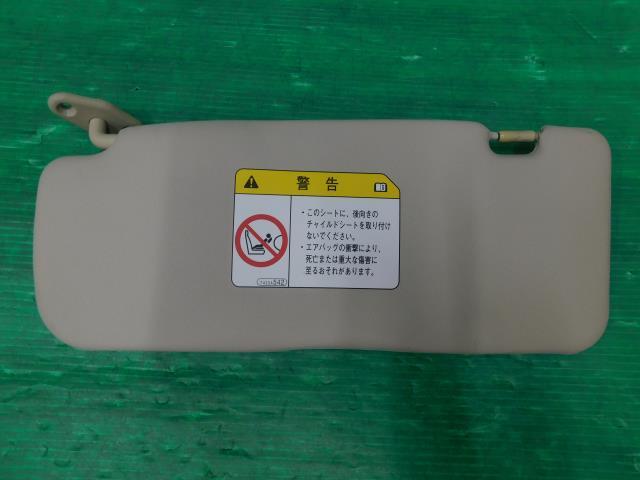 警告
・このシートに、後向きの
チャイルドシートを取り付け
ないでください。
・エアバッグの衝撃により、
死亡または重大な傷害に
至るおそれがあります。